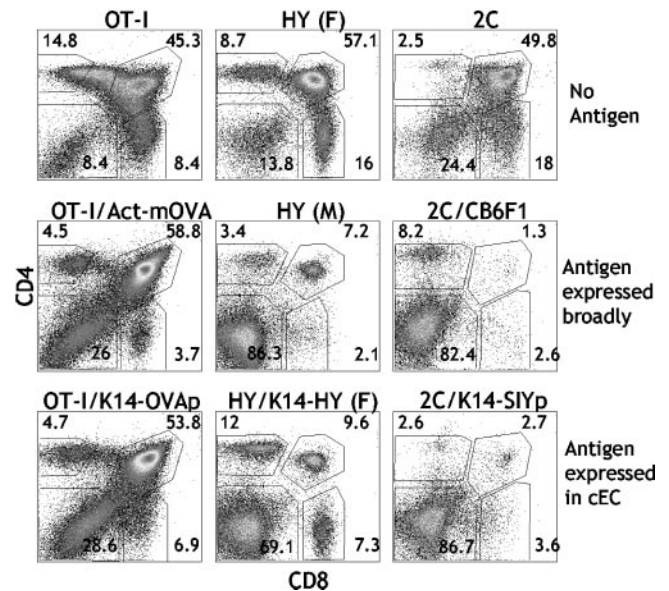 OT-I HY (F) 2C
14.8 45.3 8.7 57.1 2.5 49.8
No
Antigen
8.4 8.4 13.8 16 24.4 18
OT-I/Act-mOVA HY (M) 2C/CB6F1
4.5 58.8 3.4 7.2 8.2 1.3
CD4
Antigen
expressed
broadly
26 3.7 86.3 2.1 82.4 2.6
OT-I/K14-OVAp HY/K14-HY (F) 2C/K14-SIYp
4.7 53.8 12 9.6 2.6 2.7
Antigen
expressed
in cEC
28.6 6.9 69.1 7.3 86.7 3.6
CD8